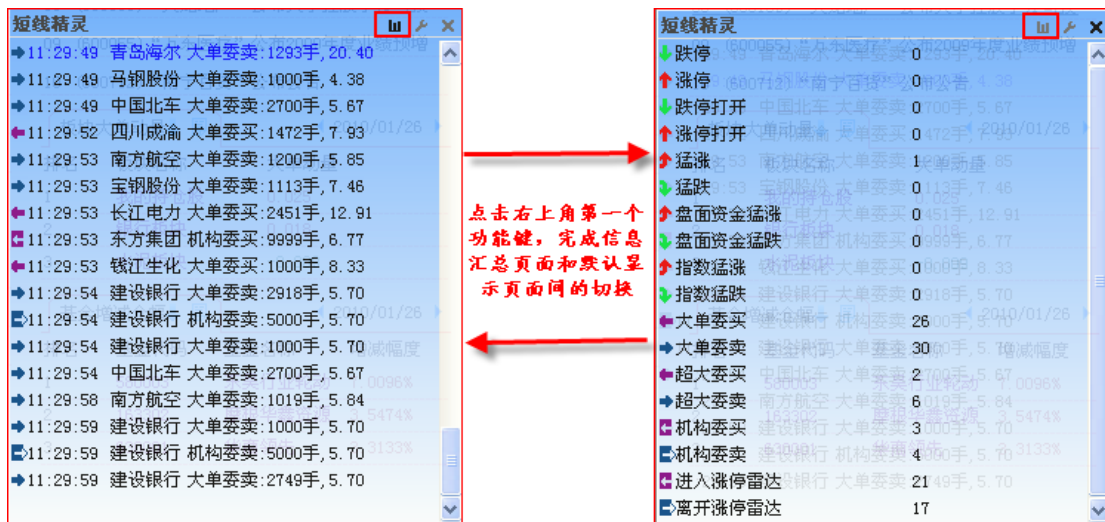 短线精灵
11:29:49 青岛海尔 大单委卖:1293手,20.40
11:29:49 马钢股份 大单委卖:1000手,4.38
11:29:49 中国北车 大单委卖:2700手,5.67
11:29:52 四川成渝 大单委买:1472手,7.93
11:29:53 南方航空 大单委卖:1200手,5.85
11:29:53 宝钢股份 大单委卖:1113手,7.46
11:29:53 长江电力 大单委买:2451手,12.91
11:29:53 东方集团 机构委买:9999手,6.77
11:29:53 钱江生化 大单委买:1000手,8.33
11:29:54 建设银行 大单委卖:2918手,5.70
11:29:54 建设银行 机构委卖:5000手,5.70
11:29:54 建设银行 大单委卖:1000手,5.70
11:29:54 中国北车 大单委卖:2700手,5.67
11:29:58 南方航空 大单委卖:1019手,5.84
11:29:59 建设银行 大单委卖:1000手,5.70
11:29:59 建设银行 机构委卖:5000手,5.70
11:29:59 建设银行 大单委卖:2749手,5.70
点击右上角第一个
功能键，完成信息
汇总页面和默认显
示页面间的切换
短线精灵
跌停 0
涨停 0
跌停打开 0
涨停打开 0
猛涨 1
猛跌 0
盘面资金猛涨 0
盘面资金猛跌 0
指数猛涨 0
指数猛跌 0
大单委买 26
大单委卖 30
超大委买 2
超大委卖 6
机构委买 3
机构委卖 4
进入涨停雷达 21
离开涨停雷达 17